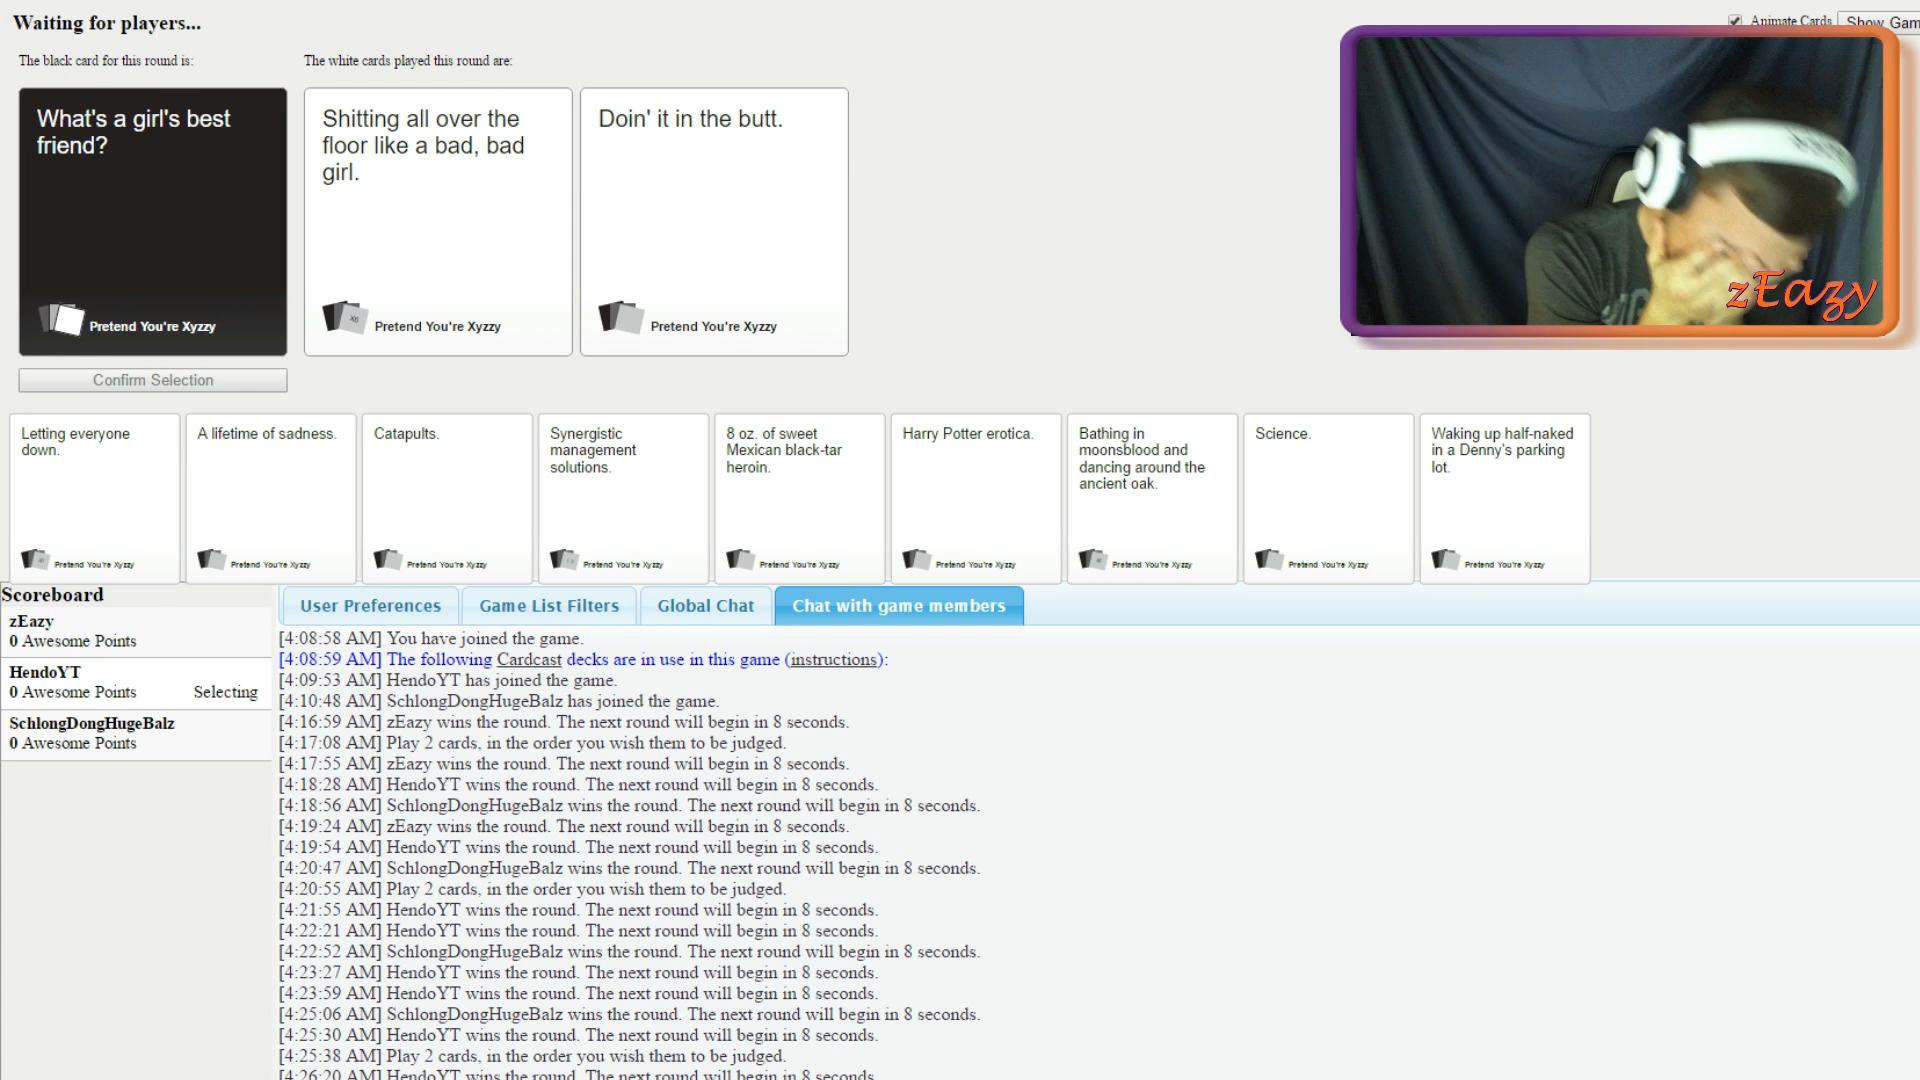 Waiting for players...
Animate Cards
Show Gam
The black card for this round is:
The white cards played this round are:
What's a girl's best
friend?
Pretend You're Xyzzy
Shitting all over the
floor like a bad, bad
girl.
Pretend You're Xyzzy
Doin' it in the butt.
Pretend You're Xyzzy
zEazy
Confirm Selection
Letting everyone
down.
Pretend You're Xyzzy
A lifetime of sadness.
Pretend You're Xyzzy
Catapults.
Pretend You're Xyzzy
Synergistic
management
solutions.
Pretend You're Xyzzy
8 oz. of sweet
Mexican black-tar
heroin.
Pretend You're Xyzzy
Harry Potter erotica.
Pretend You're Xyzzy
Bathing in
moonsblood and
dancing around the
ancient oak.
Pretend You're Xyzzy
Science.
Pretend You're Xyzzy
Waking up half-naked
in a Denny's parking
lot.
Pretend You're Xyzzy
Scoreboard
zEazy
0 Awesome Points
HendoYT
0 Awesome Points Selecting
SchlongDongHugeBalz
0 Awesome Points
User Preferences
Game List Filters
Global Chat
Chat with game members
[4:08:58 AM] You have joined the game.
[4:08:59 AM] The following Cardcast decks are in use in this game (instructions):
[4:09:53 AM] HendoYT has joined the game.
[4:10:48 AM] SchlongDongHugeBalz has joined the game.
[4:16:59 AM] zEazy wins the round. The next round will begin in 8 seconds.
[4:17:08 AM] Play 2 cards, in the order you wish them to be judged.
[4:17:55 AM] zEazy wins the round. The next round will begin in 8 seconds.
[4:18:28 AM] HendoYT wins the round. The next round will begin in 8 seconds.
[4:18:56 AM] SchlongDongHugeBalz wins the round. The next round will begin in 8 seconds.
[4:19:24 AM] zEazy wins the round. The next round will begin in 8 seconds.
[4:19:54 AM] HendoYT wins the round. The next round will begin in 8 seconds.
[4:20:47 AM] SchlongDongHugeBalz wins the round. The next round will begin in 8 seconds.
[4:20:55 AM] Play 2 cards, in the order you wish them to be judged.
[4:21:55 AM] HendoYT wins the round. The next round will begin in 8 seconds.
[4:22:21 AM] HendoYT wins the round. The next round will begin in 8 seconds.
[4:22:52 AM] SchlongDongHugeBalz wins the round. The next round will begin in 8 seconds.
[4:23:27 AM] HendoYT wins the round. The next round will begin in 8 seconds.
[4:23:59 AM] HendoYT wins the round. The next round will begin in 8 seconds.
[4:25:06 AM] SchlongDongHugeBalz wins the round. The next round will begin in 8 seconds.
[4:25:30 AM] HendoYT wins the round. The next round will begin in 8 seconds.
[4:25:38 AM] Play 2 cards, in the order you wish them to be judged.
[4:26:20 AM] HendoYT wins the round. The next round will begin in 8 seconds.